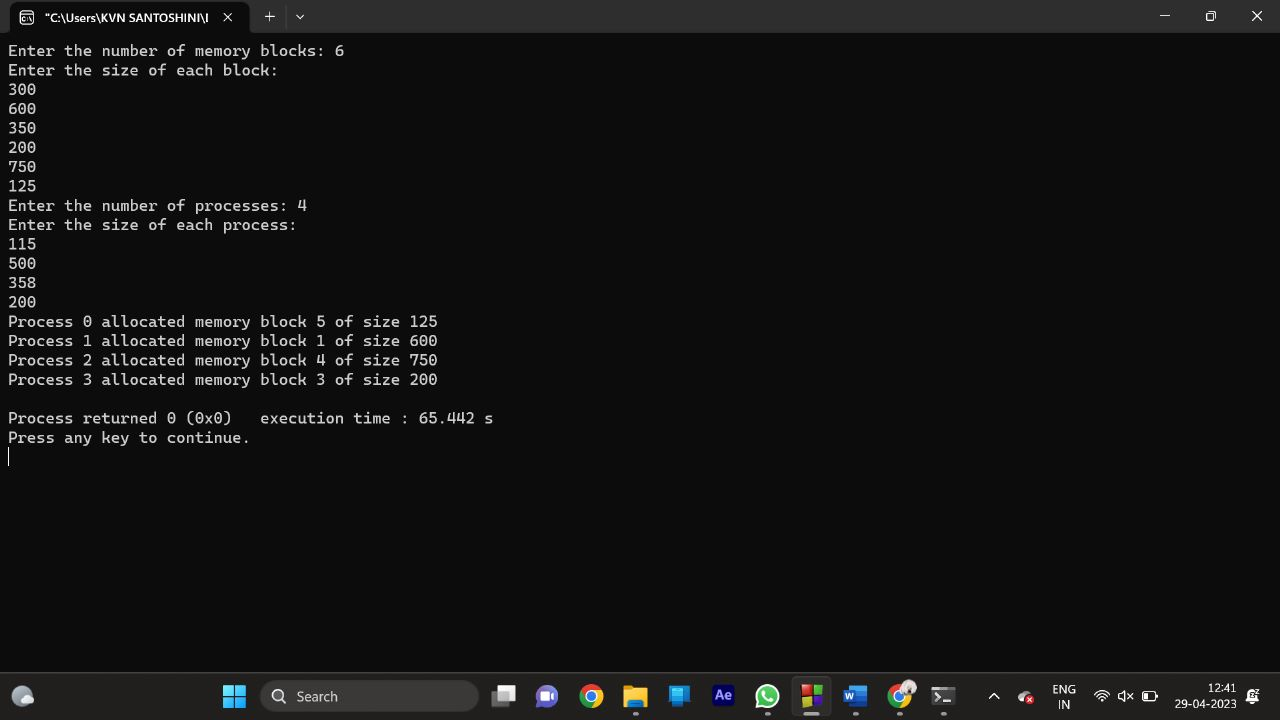 "C:\Users\KVN SANTOSHINI\I
Enter the number of memory blocks: 6
Enter the size of each block:
300
600
350
200
750
125
Enter the number of processes: 4
Enter the size of each process:
115
500
358
200
Process 0 allocated memory block 5 of size 125
Process 1 allocated memory block 1 of size 600
Process 2 allocated memory block 4 of size 750
Process 3 allocated memory block 3 of size 200
Process returned 0 (0x0)   execution time : 65.442 s
Press any key to continue.
Search
Ae
W
ENG
IN
12:41
29-04-2023